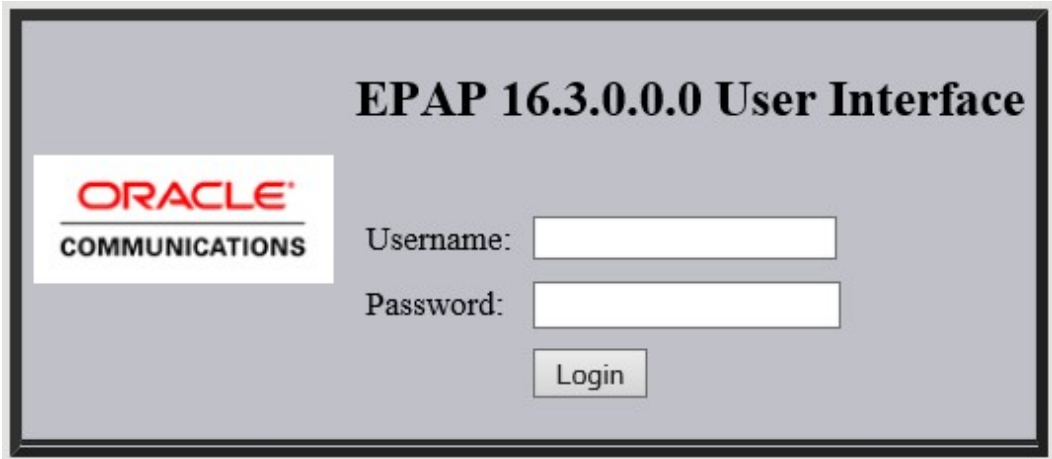 EPAP 16.3.0.0.0 User Interface
ORACLE
COMMUNICATIONS
Username:
Password:
Login